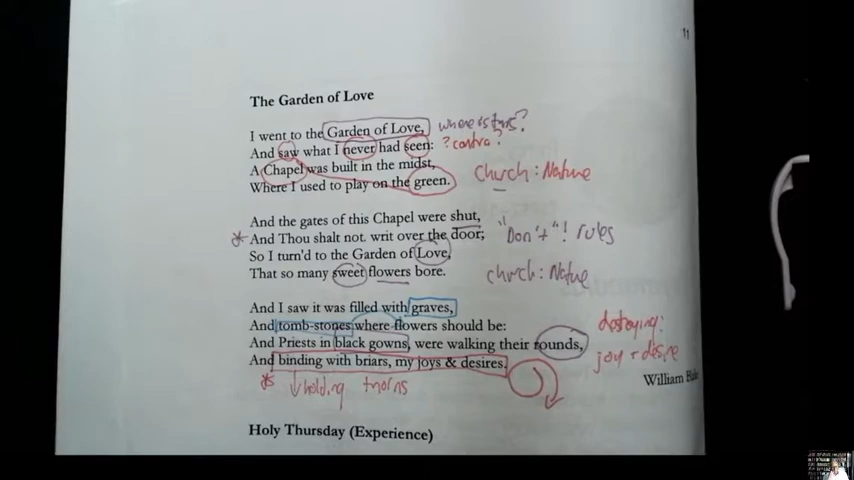 11
The Garden of Love
I went to the Garden of Love, where is this?
And saw what I never had seen: ? contra?
A Chapel was built in the midst,
Where I used to play on the green. Church : Nature
And the gates of this Chapel were shut,
* And Thou shalt not. writ over the door; "Don't"! rules
So I turn'd to the Garden of Love,
That so many sweet flowers bore. church : Nature
And I saw it was filled with graves,
And tomb-stones where flowers should be: destroying:
And Priests in black gowns, were walking their rounds,
And binding with briars, my joys & desires. joy + desire
William
* ↓ holding thorns
Holy Thursday (Experience)